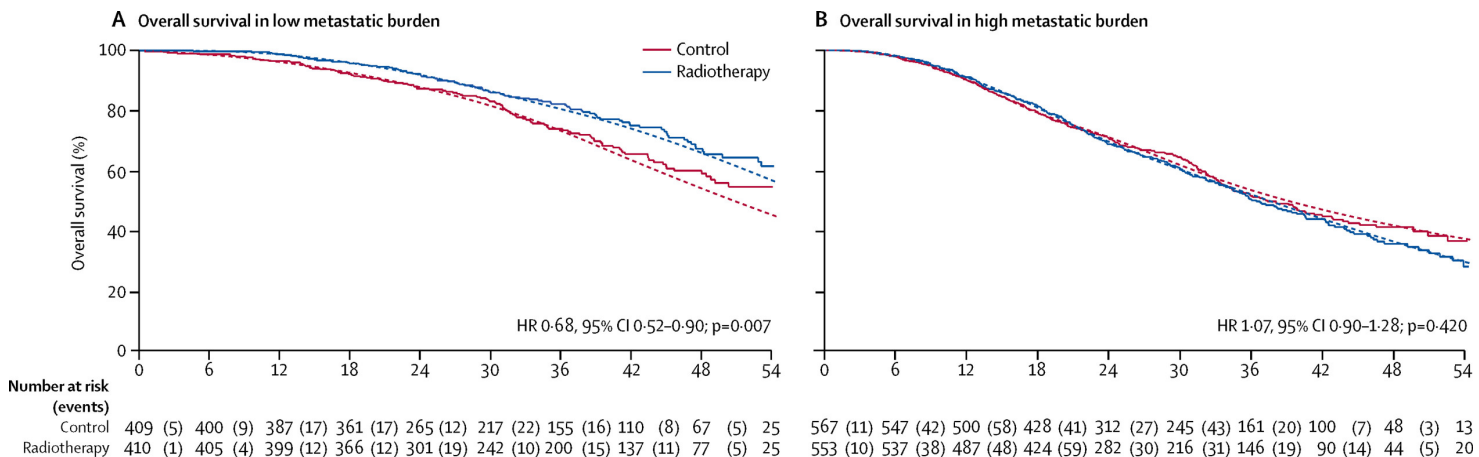 A Overall survival in low metastatic burden
B Overall survival in high metastatic burden
Control
Radiotherapy
Overall survival (%)
100
80
60
40
20
0
HR 0·68, 95% CI 0·52–0·90; p=0·007
HR 1·07, 95% CI 0·90–1·28; p=0·420
0 6 12 18 24 30 36 42 48 54
0 6 12 18 24 30 36 42 48 54
Number at risk
(events)
Control 409 (5) 400 (9) 387 (17) 361 (17) 265 (12) 217 (22) 155 (16) 110 (8) 67 (5) 25 567 (11) 547 (42) 500 (58) 428 (41) 312 (27) 245 (43) 161 (20) 100 (7) 48 (3) 13
Radiotherapy 410 (1) 405 (4) 399 (12) 366 (12) 301 (19) 242 (10) 200 (15) 137 (11) 77 (5) 25 553 (10) 537 (38) 487 (48) 424 (59) 282 (30) 216 (31) 146 (19) 90 (14) 44 (5) 20